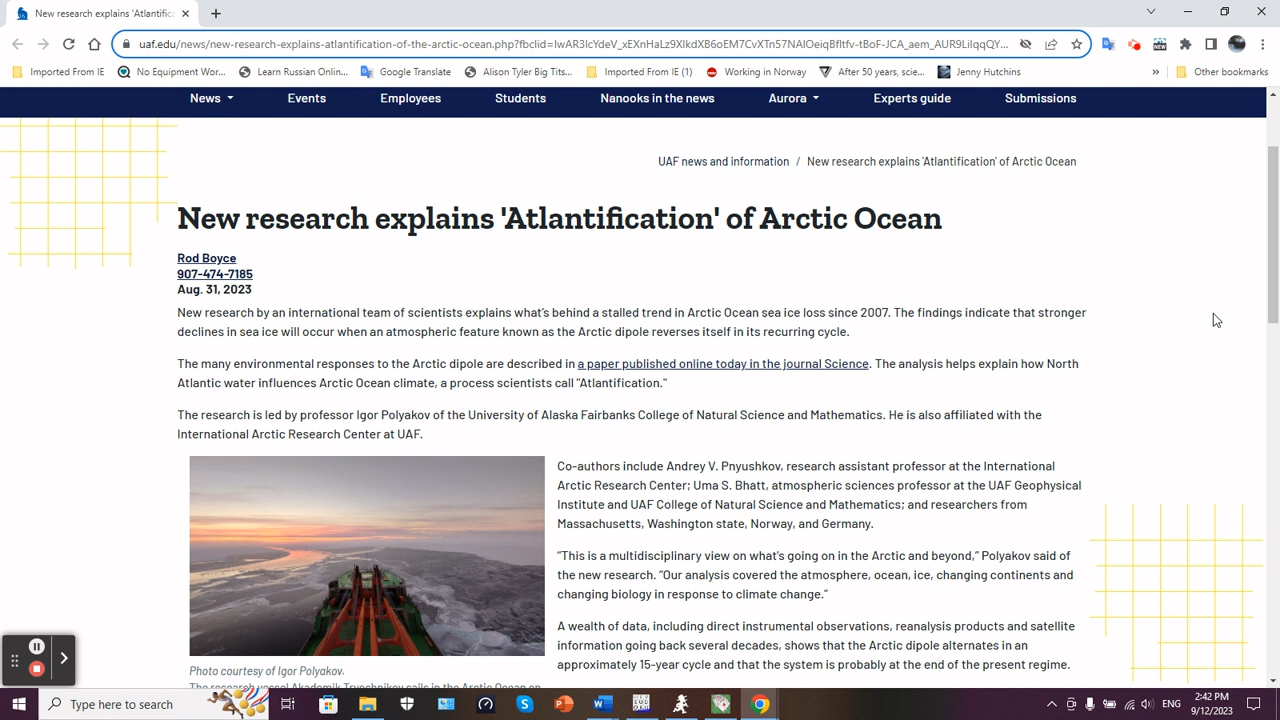 New research explains 'Atlantific
uaf.edu/news/new-research-explains-atlantification-of-the-arctic-ocean.php?fbclid=IwAR3IcYdeV_xEXnHaLz9XIkdXB6oEM7CvXTn57NAIOeiqBfItfv-tBoF-JCA_aem_AUR9LiIqqQY...
Imported From IE
No Equipment Wor...
Learn Russian Onlin...
Google Translate
Alison Tyler Big Tits...
Imported From IE (1)
Working in Norway
After 50 years, scie...
Jenny Hutchins
»
Other bookmarks
News Events Employees Students Nanooks in the news Aurora Experts guide Submissions
UAF news and information / New research explains 'Atlantification' of Arctic Ocean
New research explains 'Atlantification' of Arctic Ocean
Rod Boyce
907-474-7185
Aug. 31, 2023
New research by an international team of scientists explains what's behind a stalled trend in Arctic Ocean sea ice loss since 2007. The findings indicate that stronger
declines in sea ice will occur when an atmospheric feature known as the Arctic dipole reverses itself in its recurring cycle.
The many environmental responses to the Arctic dipole are described in a paper published online today in the journal Science. The analysis helps explain how North
Atlantic water influences Arctic Ocean climate, a process scientists call "Atlantification."
The research is led by professor Igor Polyakov of the University of Alaska Fairbanks College of Natural Science and Mathematics. He is also affiliated with the
International Arctic Research Center at UAF.
Co-authors include Andrey V. Pnyushkov, research assistant professor at the International
Arctic Research Center; Uma S. Bhatt, atmospheric sciences professor at the UAF Geophysical
Institute and UAF College of Natural Science and Mathematics; and researchers from
Massachusetts, Washington state, Norway, and Germany.
“This is a multidisciplinary view on what's going on in the Arctic and beyond,” Polyakov said of
the new research. “Our analysis covered the atmosphere, ocean, ice, changing continents and
changing biology in response to climate change.”
A wealth of data, including direct instrumental observations, reanalysis products and satellite
information going back several decades, shows that the Arctic dipole alternates in an
approximately 15-year cycle and that the system is probably at the end of the present regime.
Photo courtesy of Igor Polyakov.
The research vessel Akademik Tryoshnikov sails in the Arctic Ocean on
Type here to search
ENG
2:42 PM
9/12/2023